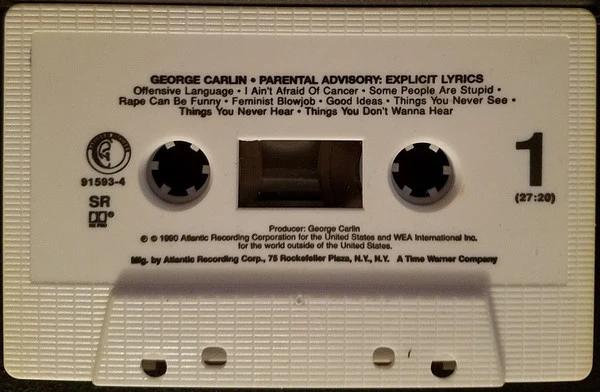 GEORGE CARLIN • PARENTAL ADVISORY: EXPLICIT LYRICS
Offensive Language • I Ain't Afraid Of Cancer • Some People Are Stupid •
Rape Can Be Funny • Feminist Blowjob • Good Ideas • Things You Never See •
Things You Never Hear • Things You Don't Wanna Hear
91593-4
SR
1
(27:20)
Producer: George Carlin
℗ © 1990 Atlantic Recording Corporation for the United States and WEA International Inc.
for the world outside of the United States.
Mfg. by Atlantic Recording Corp., 75 Rockefeller Plaza, N.Y., N.Y. A Time Warner Company